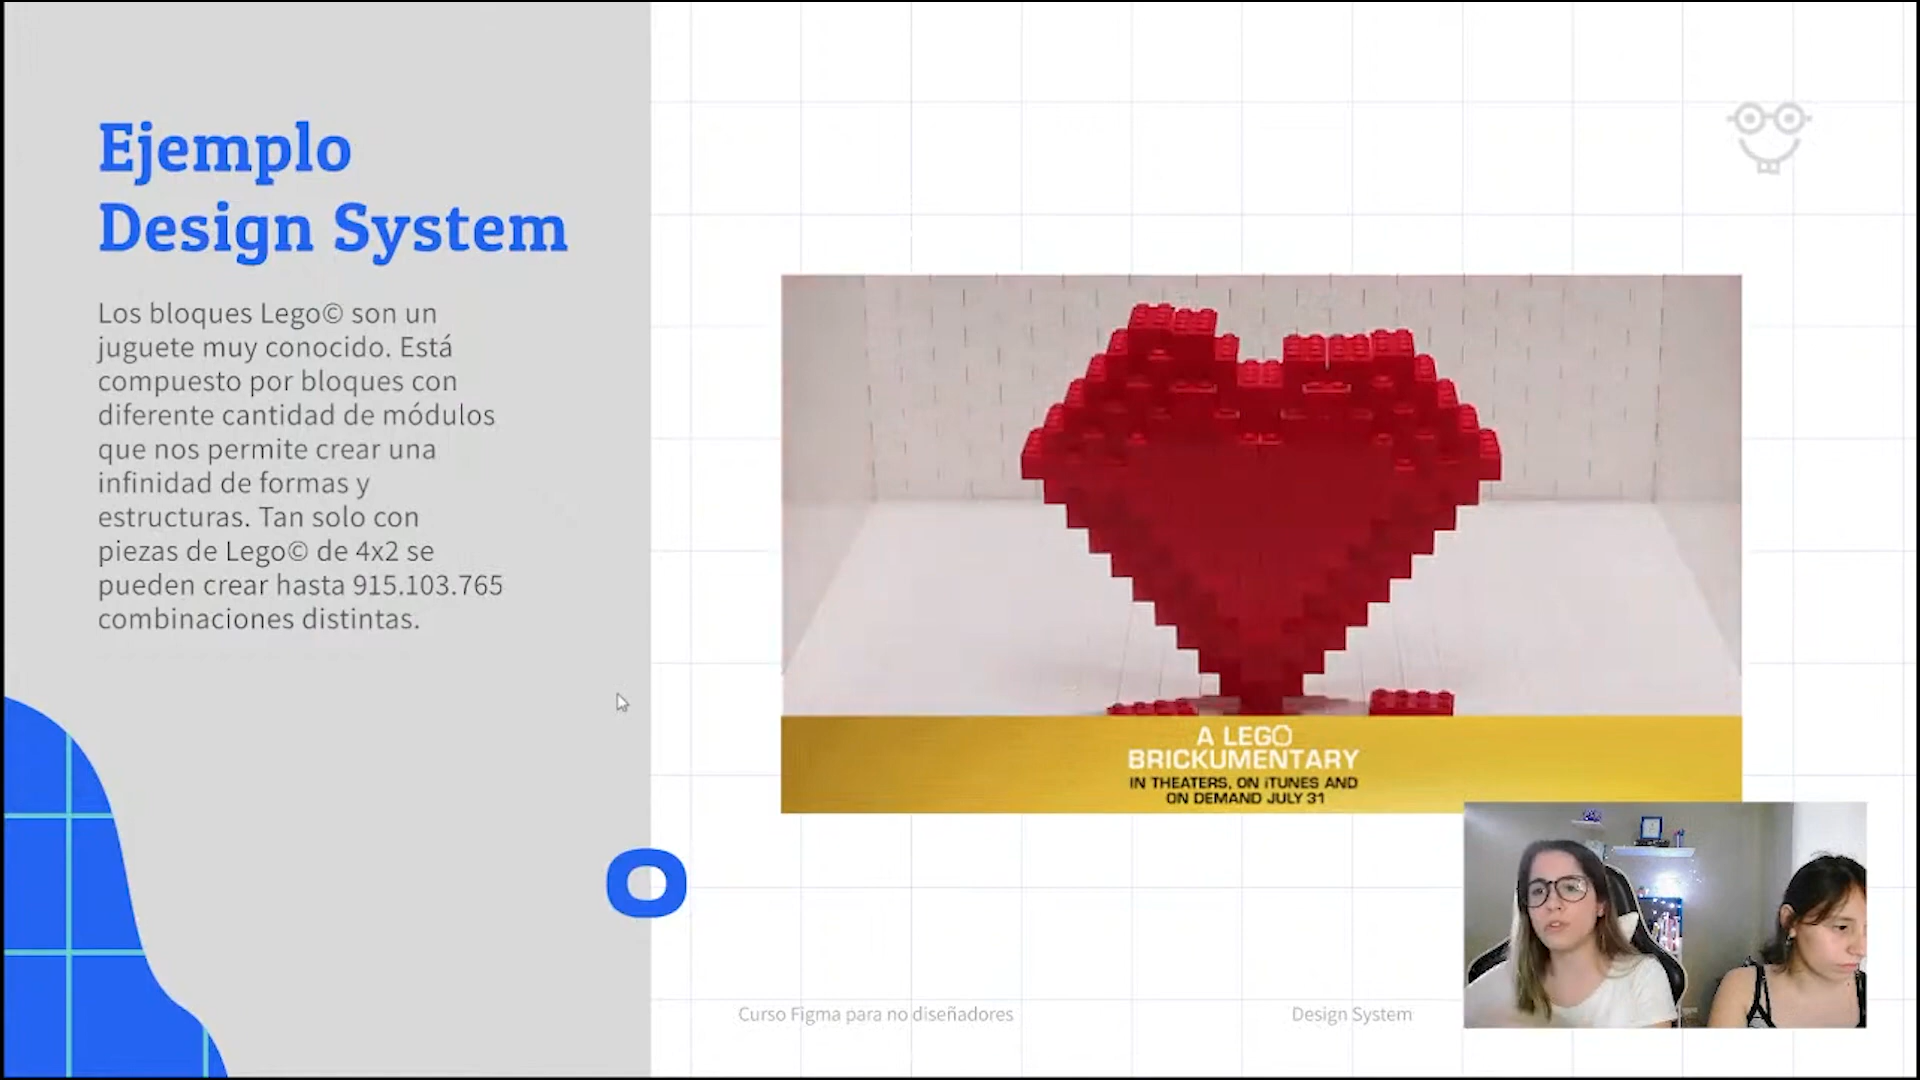 Ejemplo
Design System
Los bloques Lego© son un
juguete muy conocido. Está
compuesto por bloques con
diferente cantidad de módulos
que nos permite crear una
infinidad de formas y
estructuras. Tan solo con
piezas de Lego© de 4x2 se
pueden crear hasta 915.103.765
combinaciones distintas.
A LEGO
BRICKUMENTARY
IN THEATERS, ON iTUNES AND
ON DEMAND JULY 31
Curso Figma para no diseñadores
Design System